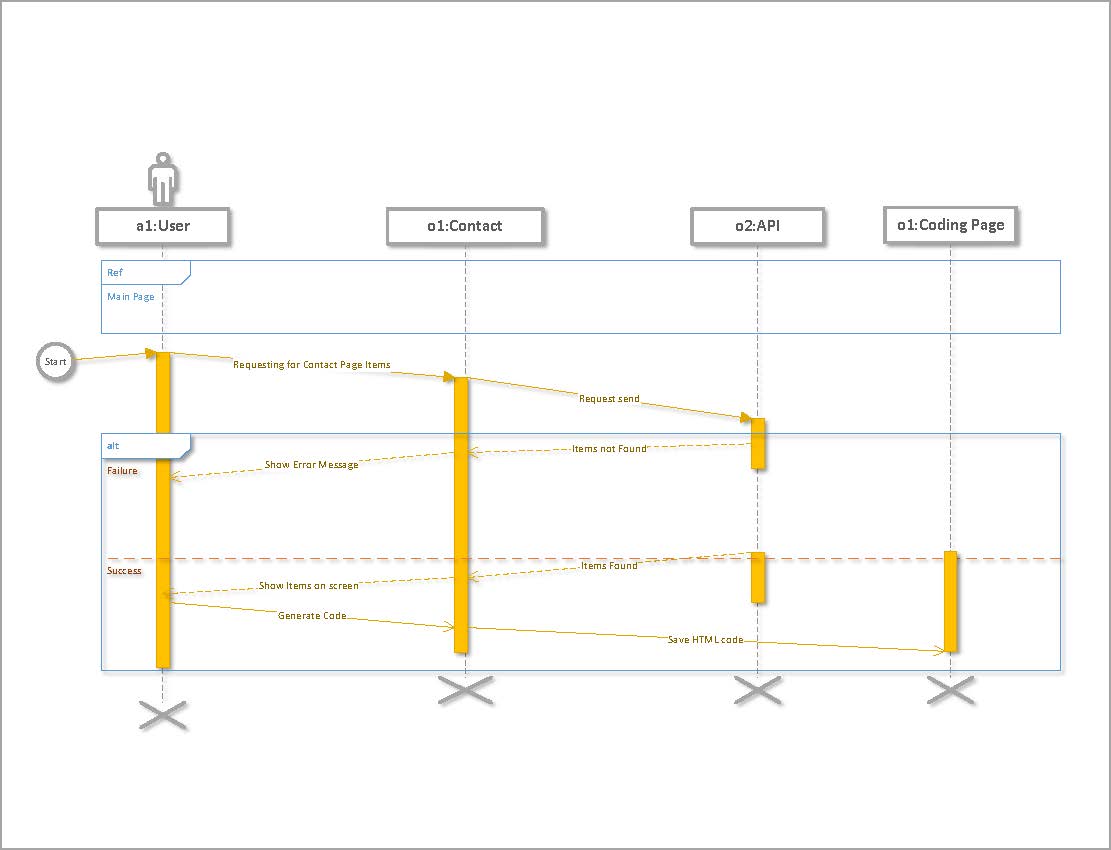 a1:User
o1:Contact
o2:API
o1:Coding Page
Ref
Main Page
Start
Requesting for Contact Page Items
Request send
alt
Items not Found
Show Error Message
Failure
Items Found
Success
Show Items on screen
Generate Code
Save HTML code